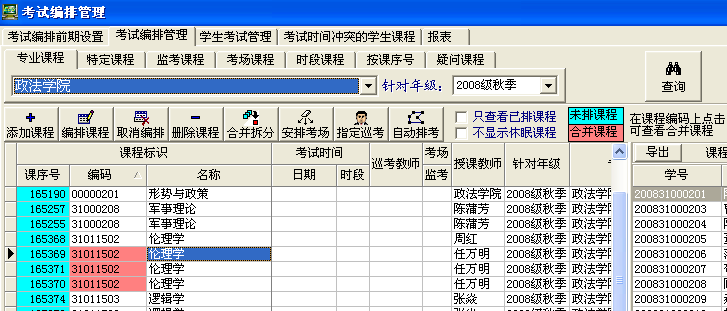 考试编排管理
考试编排前期设置 考试编排管理 学生考试管理 考试时间冲突的学生课程 报表
专业课程 特定课程 监考课程 考场课程 时段课程 按课序号 疑问课程
政法学院 针对年级: 2008级秋季 查询
添加课程 编排课程 取消编排 删除课程 合并拆分 安排考场 指定巡考 自动排考 只查看已排课程 不显示休眠课程 未排课程 合并课程 在课程编码上点击 可查看合并课程
课程标识 考试时间 巡考教师 考场监考 授课教师 针对年级 导出 课程
课序号 编码 名称 日期 时段 学号
165190 00000201 形势与政策 政法学院 2008级秋季 政法学 200831000201
165257 31000208 军事理论 陈蒲芳 2008级秋季 政法学 200831000203
165255 31000208 军事理论 陈蒲芳 2008级秋季 政法学 200831000204
165368 31011502 伦理学 周红 2008级秋季 政法学 200831000205
165369 31011502 伦理学 任万明 2008级秋季 政法学 200831000206
165371 31011502 伦理学 任万明 2008级秋季 政法学 200831000207
165370 31011502 伦理学 任万明 2008级秋季 政法学 200831000208
165374 31011503 逻辑学 张焱 2008级秋季 政法学 200831000209